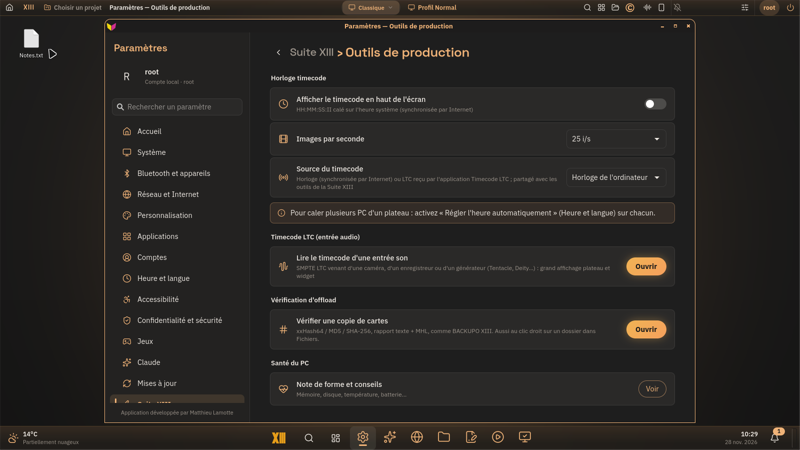 XIII
Choisir un projet
Paramètres — Outils de production
Classique
Profil Normal
root
Notes.txt
Paramètres — Outils de production
Paramètres
R
root
Compte local · root
Rechercher un paramètre
Accueil
Système
Bluetooth et appareils
Réseau et Internet
Personnalisation
Applications
Comptes
Heure et langue
Accessibilité
Confidentialité et sécurité
Jeux
Claude
Mises à jour
Application développée par Matthieu Lamotte
Suite XIII > Outils de production
Horloge timecode
Afficher le timecode en haut de l'écran
HH:MM:SS:II calé sur l'heure système (synchronisée par Internet)
Images par seconde
25 i/s
Source du timecode
Horloge (synchronisée par Internet) ou LTC reçu par l'application Timecode LTC ; partagé avec les
outils de la Suite XIII
Horloge de l'ordinateur
Pour caler plusieurs PC d'un plateau : activez « Régler l'heure automatiquement » (Heure et langue) sur chacun.
Timecode LTC (entrée audio)
Lire le timecode d'une entrée son
SMPTE LTC venant d'une caméra, d'un enregistreur ou d'un générateur (Tentacle, Deity…) : grand affichage plateau et
widget
Ouvrir
Vérification d'offload
Vérifier une copie de cartes
xxHash64 / MD5 / SHA-256, rapport texte + MHL, comme BACKUPO XIII. Aussi au clic droit sur un dossier dans
Fichiers.
Ouvrir
Santé du PC
Note de forme et conseils
Mémoire, disque, température, batterie…
Voir
14°C
Partiellement nuageux
XIII
10:29
28 nov. 2026
1